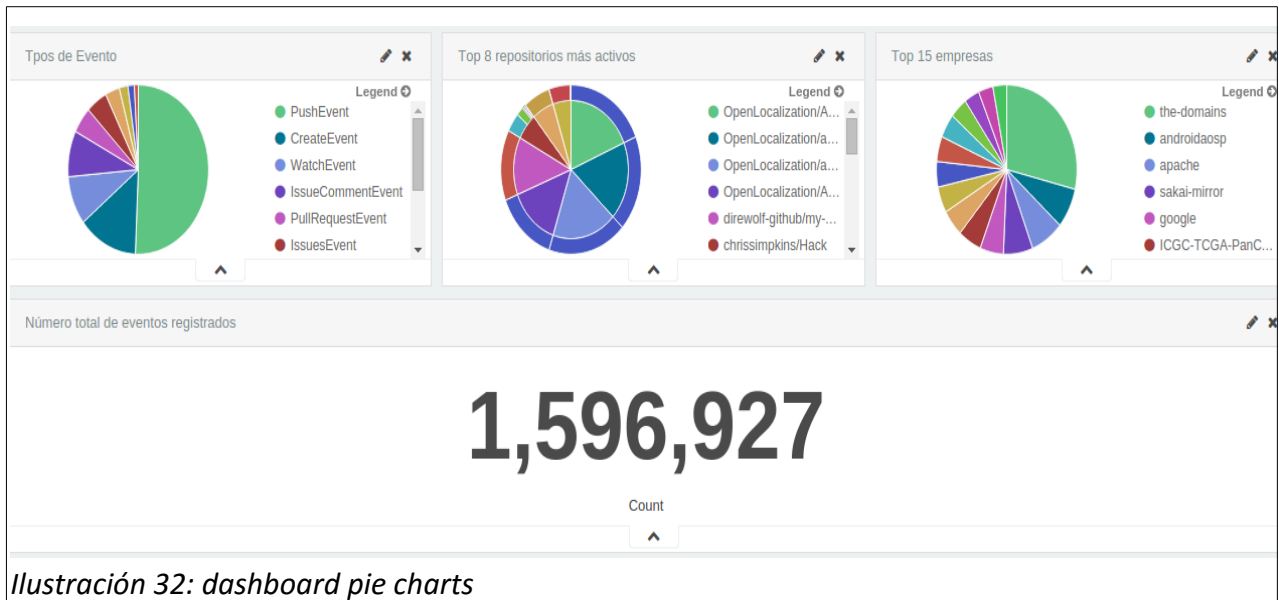 Tpos de Evento
Legend
PushEvent
CreateEvent
WatchEvent
IssueCommentEvent
PullRequestEvent
IssuesEvent
Top 8 repositorios más activos
Legend
OpenLocalization/A...
OpenLocalization/a...
OpenLocalization/a...
OpenLocalization/A...
direwolf-github/my-...
chrissimpkins/Hack
Top 15 empresas
Legend
the-domains
androidaosp
apache
sakai-mirror
google
ICGC-TCGA-PanC...
Número total de eventos registrados
1,596,927
Count
Ilustración 32: dashboard pie charts